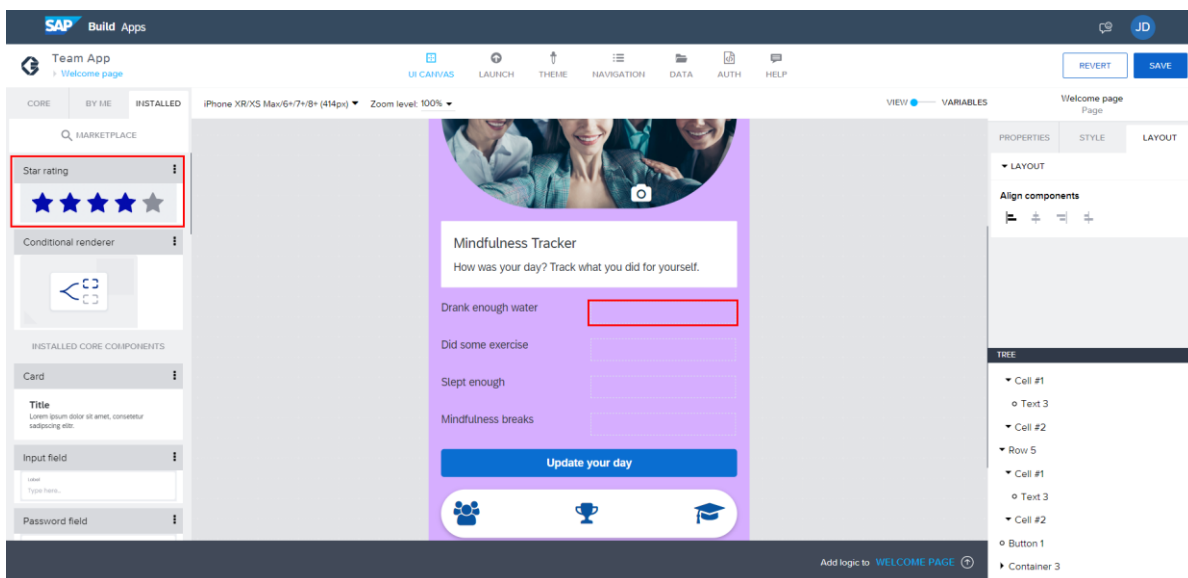 SAP Build Apps
JD
Team App
Welcome page
UI CANVAS
LAUNCH
THEME
NAVIGATION
DATA
AUTH
HELP
REVERT
SAVE
CORE
BY ME
INSTALLED
iPhone XR/XS Max/6+/7+/8+ (414px)
Zoom level: 100%
VIEW
VARIABLES
Welcome page
Page
MARKETPLACE
PROPERTIES
STYLE
LAYOUT
Star rating
LAYOUT
Align components
Conditional renderer
INSTALLED CORE COMPONENTS
Card
Title
Lorem ipsum dolor sit amet, consetetur
sadipscing elitr.
Input field
Label
Type here...
Password field
Mindfulness Tracker
How was your day? Track what you did for yourself.
Drank enough water
Did some exercise
Slept enough
Mindfulness breaks
Update your day
TREE
Cell #1
Text 3
Cell #2
Row 5
Cell #1
Text 3
Cell #2
Button 1
Container 3
Add logic to WELCOME PAGE